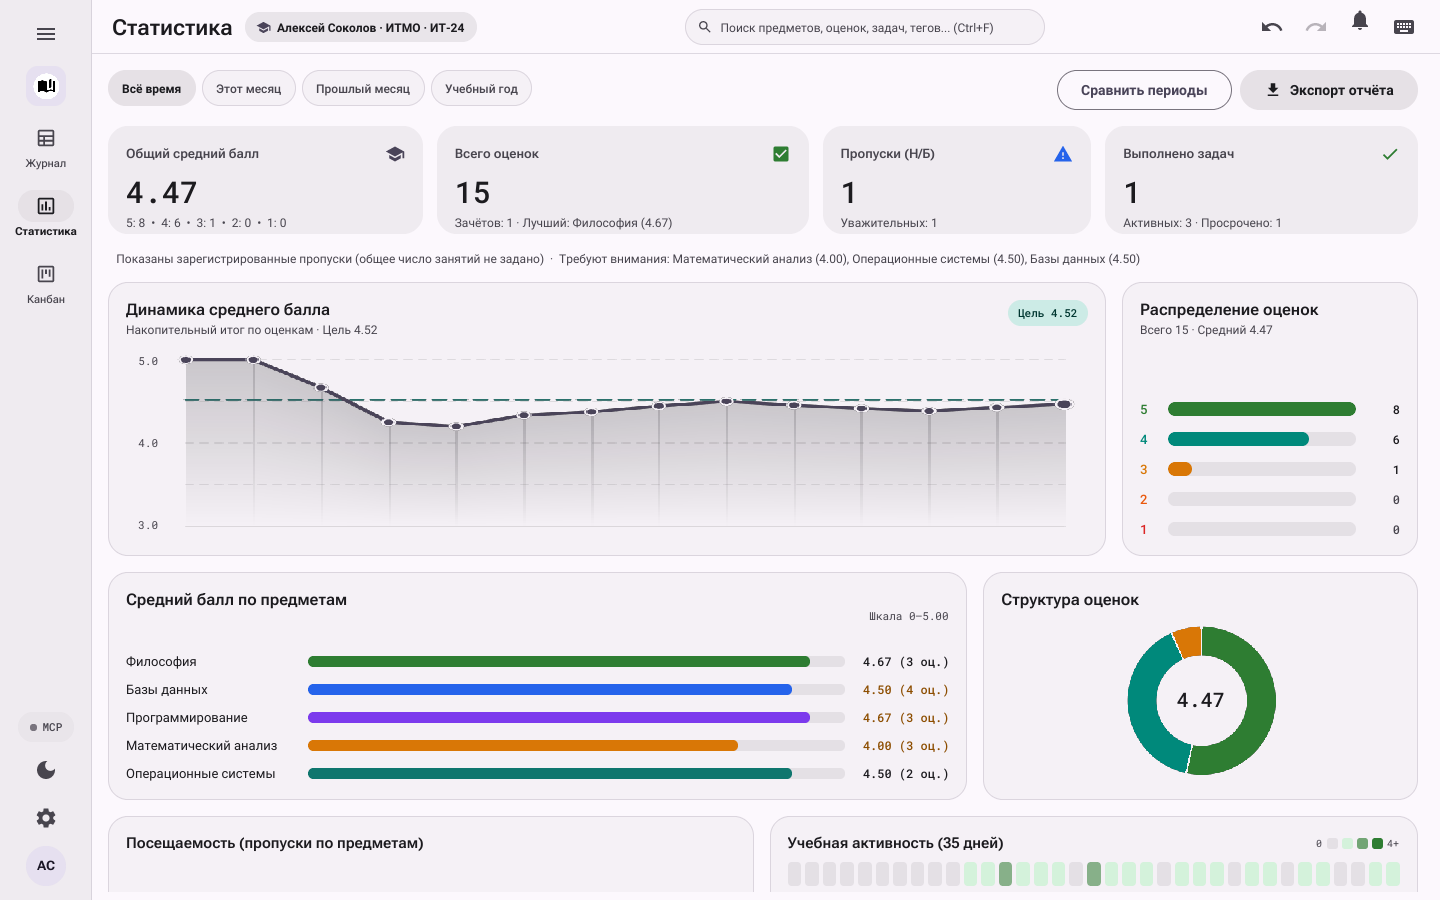 Статистика
Алексей Соколов · ИТМО · ИТ-24
Поиск предметов, оценок, задач, тегов... (Ctrl+F)
Журнал
Статистика
Канбан
MCP
АС
Всё время
Этот месяц
Прошлый месяц
Учебный год
Сравнить периоды
Экспорт отчёта
Общий средний балл
4.47
5: 8 • 4: 6 • 3: 1 • 2: 0 • 1: 0
Всего оценок
15
Зачётов: 1 · Лучший: Философия (4.67)
Пропуски (Н/Б)
1
Уважительных: 1
Выполнено задач
1
Активных: 3 · Просрочено: 1
Показаны зарегистрированные пропуски (общее число занятий не задано) · Требуют внимания: Математический анализ (4.00), Операционные системы (4.50), Базы данных (4.50)
Динамика среднего балла
Накопительный итог по оценкам · Цель 4.52
Цель 4.52
5.0
4.0
3.0
Распределение оценок
Всего 15 · Средний 4.47
5 8
4 6
3 1
2 0
1 0
Средний балл по предметам
Шкала 0–5.00
Философия 4.67 (3 оц.)
Базы данных 4.50 (4 оц.)
Программирование 4.67 (3 оц.)
Математический анализ 4.00 (3 оц.)
Операционные системы 4.50 (2 оц.)
Структура оценок
4.47
Посещаемость (пропуски по предметам)
Учебная активность (35 дней)
0 4+